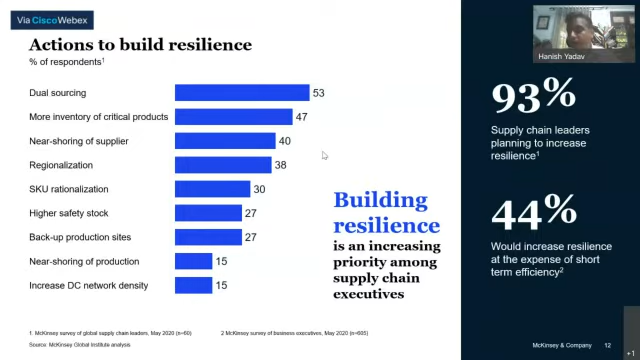 Via CiscoWebex
Actions to build resilience
% of respondents¹
Dual sourcing 53
More inventory of critical products 47
Near-shoring of supplier 40
Regionalization 38
SKU rationalization 30
Higher safety stock 27
Back-up production sites 27
Near-shoring of production 15
Increase DC network density 15
Building
resilience
is an increasing
priority among
supply chain
executives
Hanish Yadav
93%
Supply chain leaders
planning to increase
resilience¹
44%
Would increase resilience
at the expense of short
term efficiency²
1. McKinsey survey of global supply chain leaders, May 2020 (n=60) 2 McKinsey survey of business executives, May 2020 (n=605)
Source: McKinsey Global Institute analysis
McKinsey & Company 12
+1